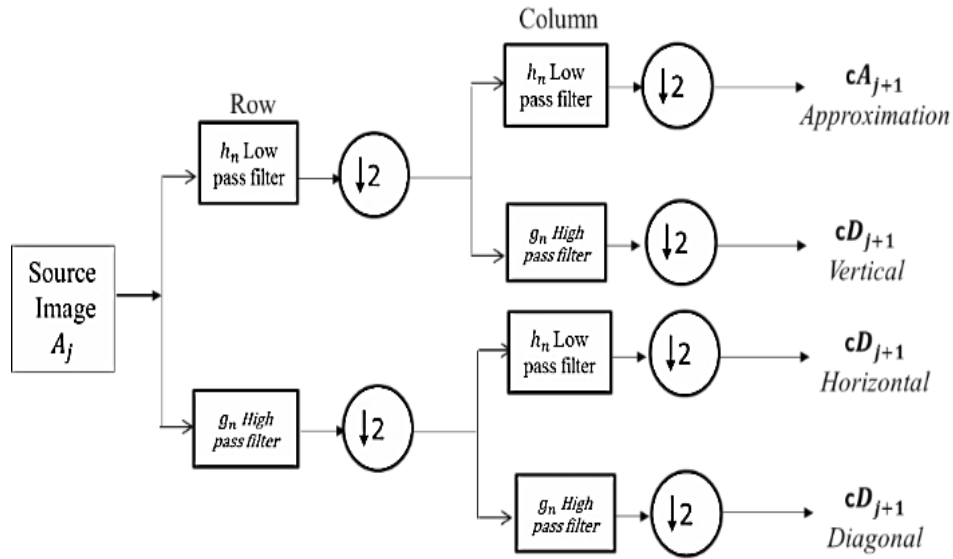 Column
Row
Source
Image
A_j
h_n Low
pass filter
↓2
g_n High
pass filter
↓2
h_n Low
pass filter
↓2
cA_{j+1}
Approximation
g_n High
pass filter
↓2
cD_{j+1}
Vertical
h_n Low
pass filter
↓2
cD_{j+1}
Horizontal
g_n High
pass filter
↓2
cD_{j+1}
Diagonal